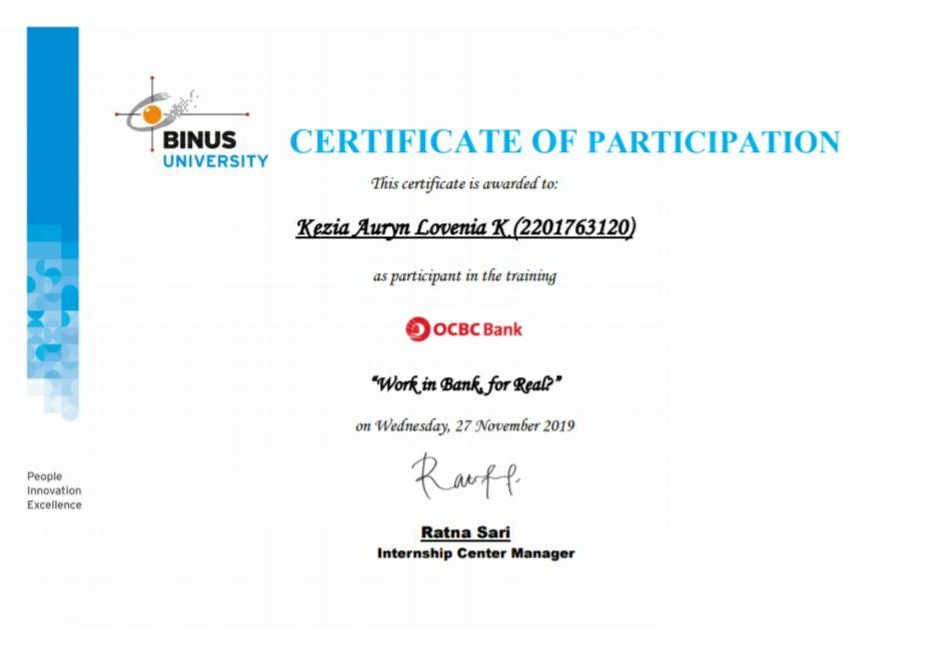 BINUS
UNIVERSITY
CERTIFICATE OF PARTICIPATION
This certificate is awarded to:
Kezia Auryn Lovenia K (2201763120)
as participant in the training
OCBC Bank
“Work in Bank, for Real?”
on Wednesday, 27 November 2019
Ratna Sari
Internship Center Manager
People
Innovation
Excellence